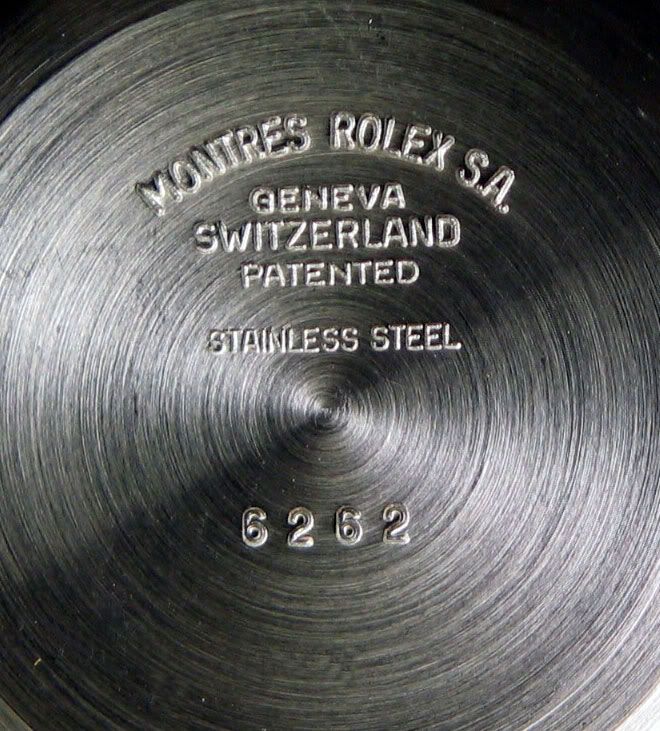 MONTRES ROLEX S.A.
GENEVA
SWITZERLAND
PATENTED
STAINLESS STEEL
6262